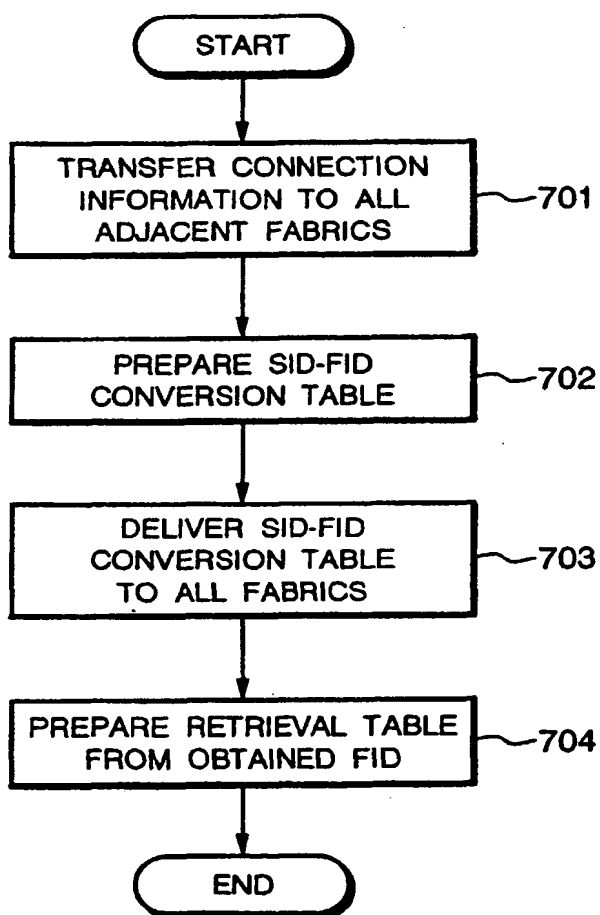 START
TRANSFER CONNECTION
INFORMATION TO ALL
ADJACENT FABRICS
701
PREPARE SID-FID
CONVERSION TABLE
702
DELIVER SID-FID
CONVERSION TABLE
TO ALL FABRICS
703
PREPARE RETRIEVAL TABLE
FROM OBTAINED FID
704
END